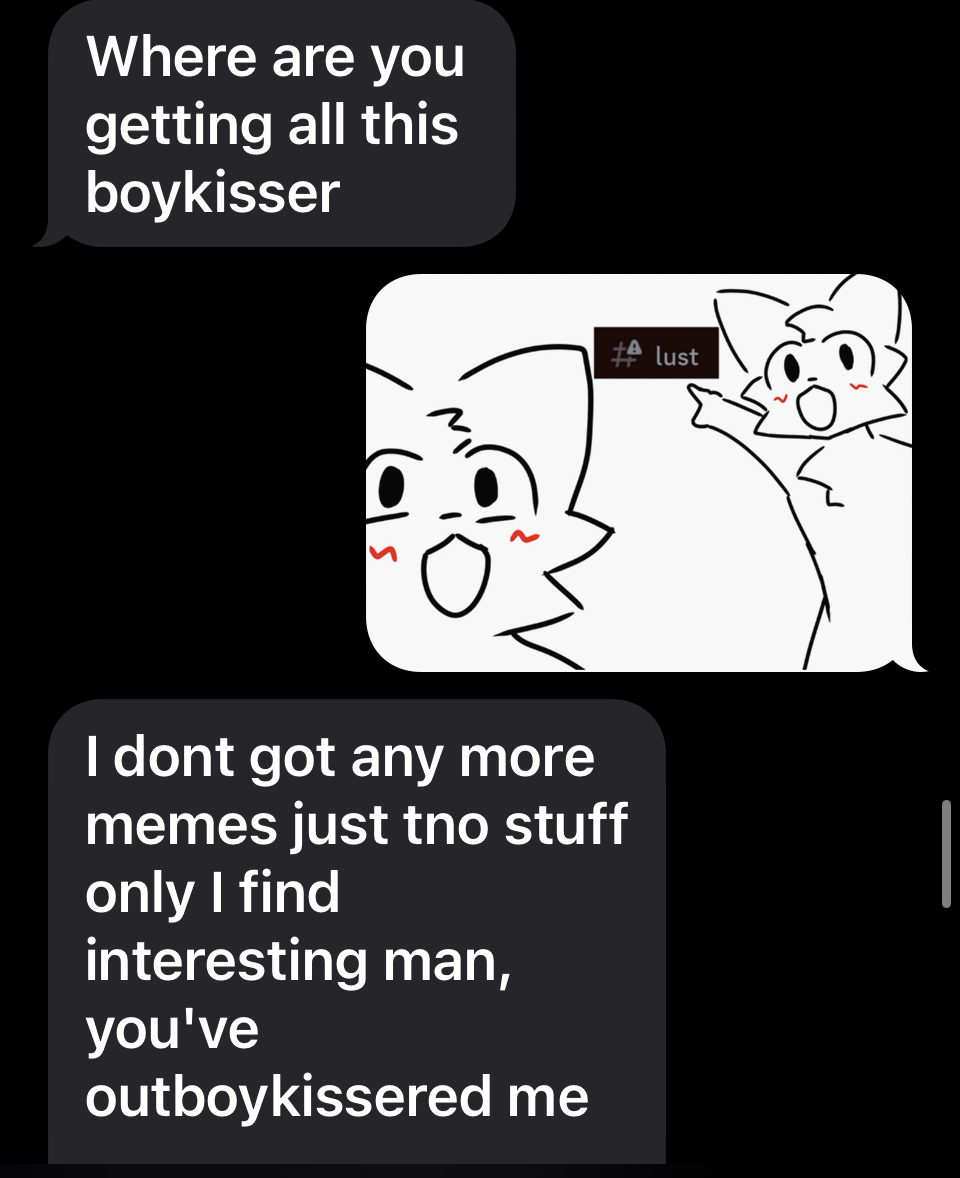 Where are you
getting all this
boykisser
# lust
I dont got any more
memes just tno stuff
only I find
interesting man,
you've
outboykissered me